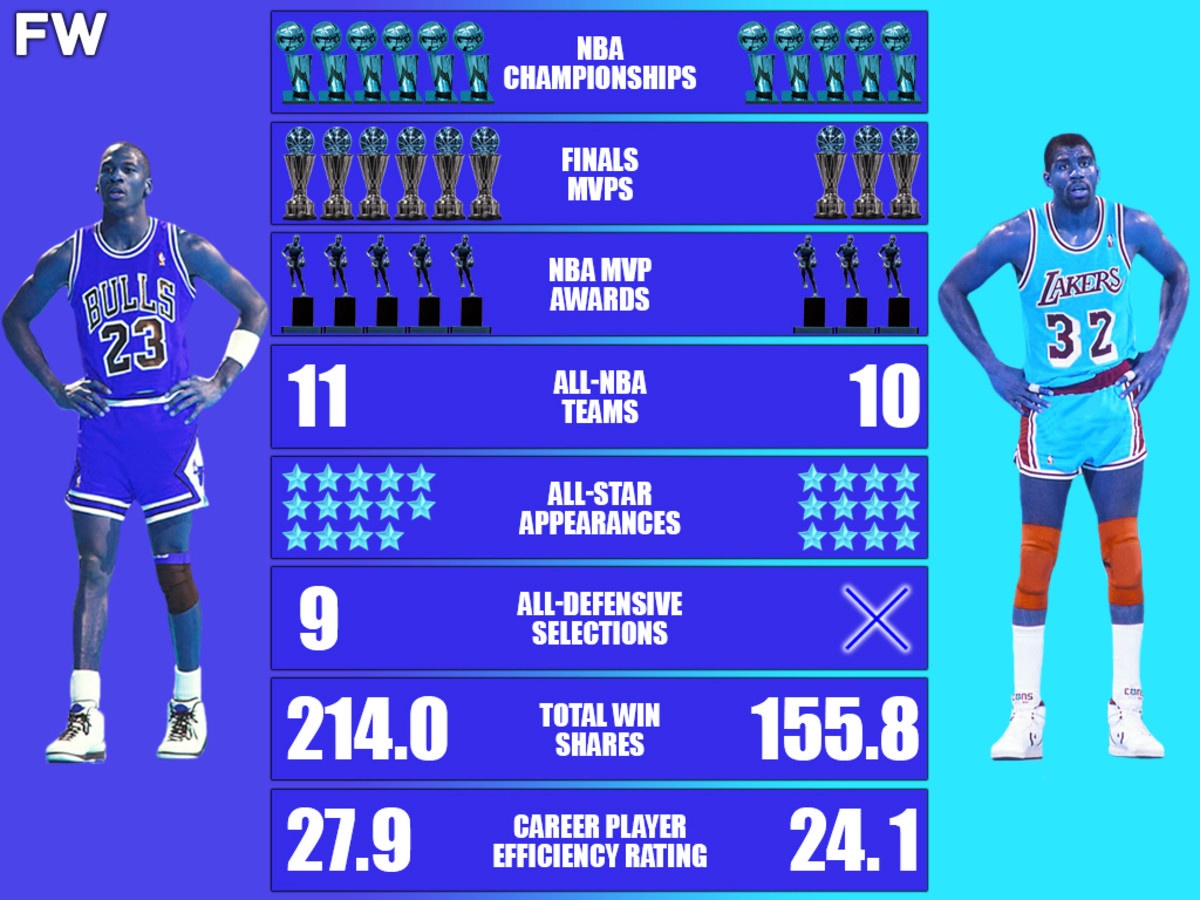 FW
NBA
CHAMPIONSHIPS
FINALS
MVPS
NBA MVP
AWARDS
11
ALL-NBA
TEAMS
10
ALL-STAR
APPEARANCES
9
ALL-DEFENSIVE
SELECTIONS
214.0
TOTAL WIN
SHARES
155.8
27.9
CAREER PLAYER
EFFICIENCY RATING
24.1
BULLS
23
LAKERS
32
CONS
CONS